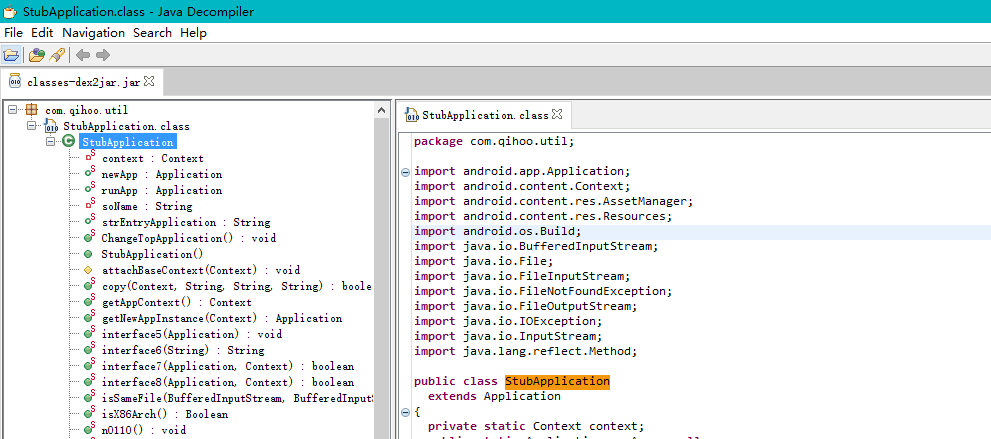 StubApplication.class - Java Decompiler
File Edit Navigation Search Help
classes-dex2jar.jar
com.qihoo.util
StubApplication.class
StubApplication
context : Context
newApp : Application
runApp : Application
soName : String
strEntryApplication : String
ChangeTopApplication() : void
StubApplication()
attachBaseContext(Context) : void
copy(Context, String, String, String) : boole
getAppContext() : Context
getNewAppInstance(Context) : Application
interface5(Application) : void
interface6(String) : String
interface7(Application, Context) : boolean
interface8(Application, Context) : boolean
isSameFile(BufferedInputStream, BufferedInputS
isX86Arch() : Boolean
n0110() : void
StubApplication.class
package com.qihoo.util;
import android.app.Application;
import android.content.Context;
import android.content.res.AssetManager;
import android.content.res.Resources;
import android.os.Build;
import java.io.BufferedInputStream;
import java.io.File;
import java.io.FileInputStream;
import java.io.FileNotFoundException;
import java.io.FileOutputStream;
import java.io.IOException;
import java.io.InputStream;
import java.lang.reflect.Method;
public class StubApplication
extends Application
{
private static Context context;